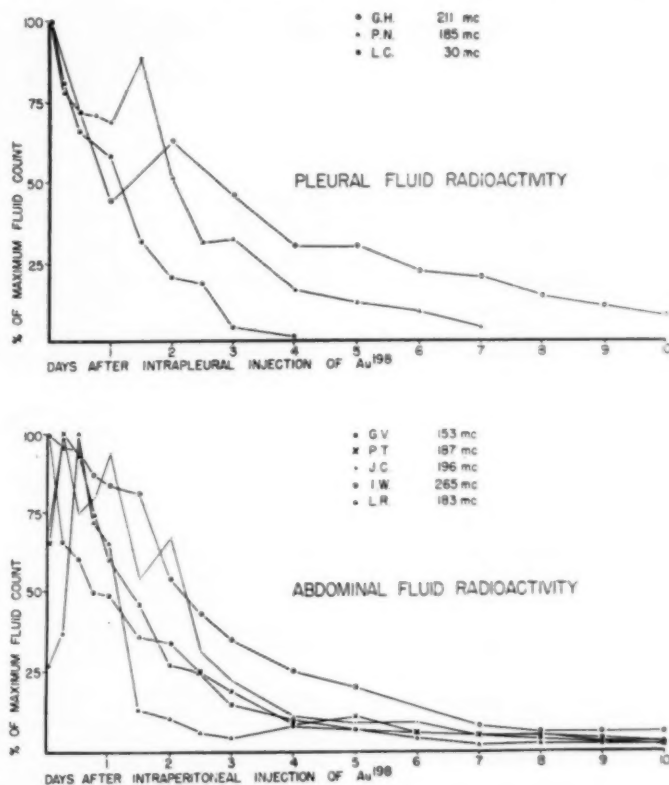 G.H. 211 mc
P.N. 185 mc
L.C. 30 mc
100
75
50
25
% OF MAXIMUM FLUID COUNT
PLEURAL FLUID RADIOACTIVITY
1 2 3 4 5 6 7 8 9 10
DAYS AFTER INTRAPLEURAL INJECTION OF Au198
G.V. 153 mc
P.T. 187 mc
J.C. 196 mc
I.W. 265 mc
L.R. 183 mc
100
75
50
25
% OF MAXIMUM FLUID COUNT
ABDOMINAL FLUID RADIOACTIVITY
1 2 3 4 5 6 7 8 9 10
DAYS AFTER INTRAPERITONEAL INJECTION OF Au198